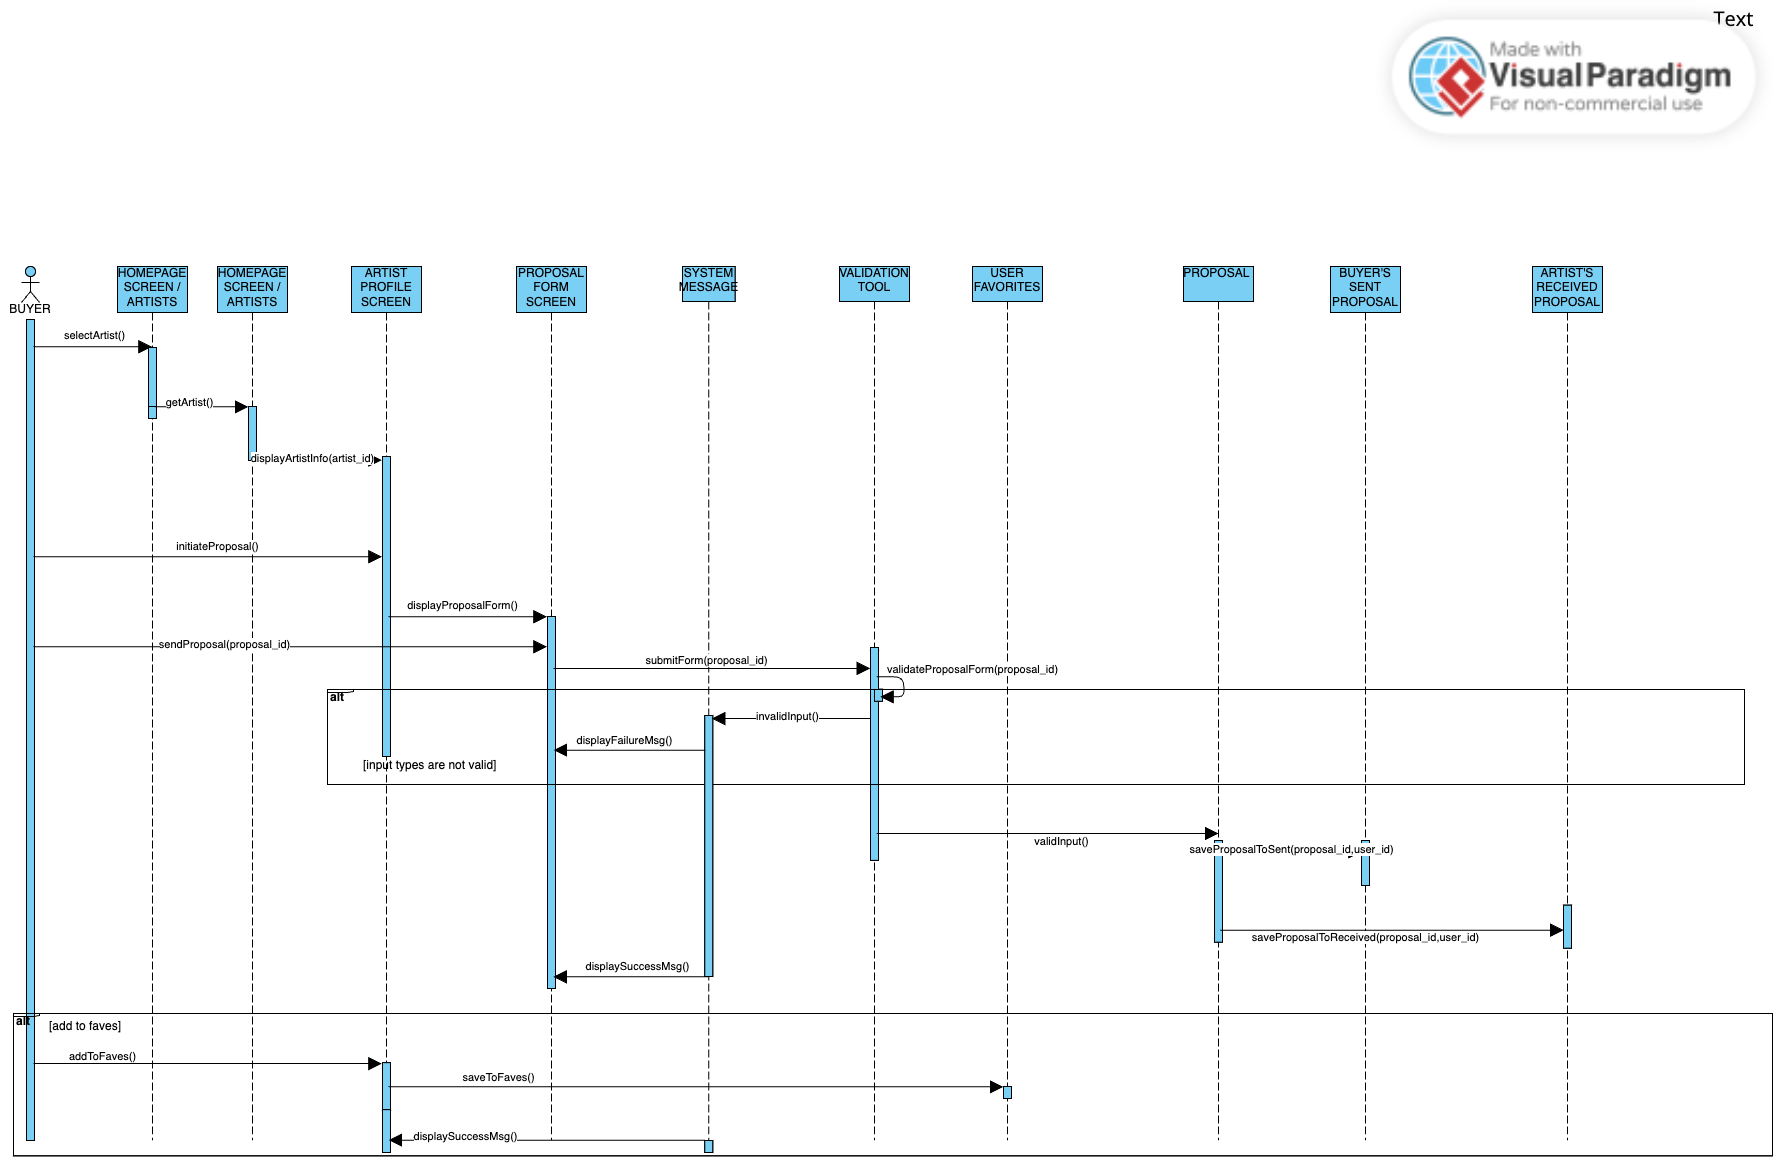 Text
Made with
Visual Paradigm
For non-commercial use
BUYER
HOMEPAGE
SCREEN /
ARTISTS
HOMEPAGE
SCREEN /
ARTISTS
ARTIST
PROFILE
SCREEN
PROPOSAL
FORM
SCREEN
SYSTEM
MESSAGE
VALIDATION
TOOL
USER
FAVORITES
PROPOSAL
BUYER'S
SENT
PROPOSAL
ARTIST'S
RECEIVED
PROPOSAL
selectArtist()
getArtist()
displayArtistInfo(artist_id)
initiateProposal()
displayProposalForm()
sendProposal(proposal_id)
submitForm(proposal_id)
validateProposalForm(proposal_id)
alt
invalidInput()
displayFailureMsg()
[input types are not valid]
validInput()
saveProposalToSent(proposal_id,user_id)
saveProposalToReceived(proposal_id,user_id)
displaySuccessMsg()
alt
[add to faves]
addToFaves()
saveToFaves()
displaySuccessMsg()